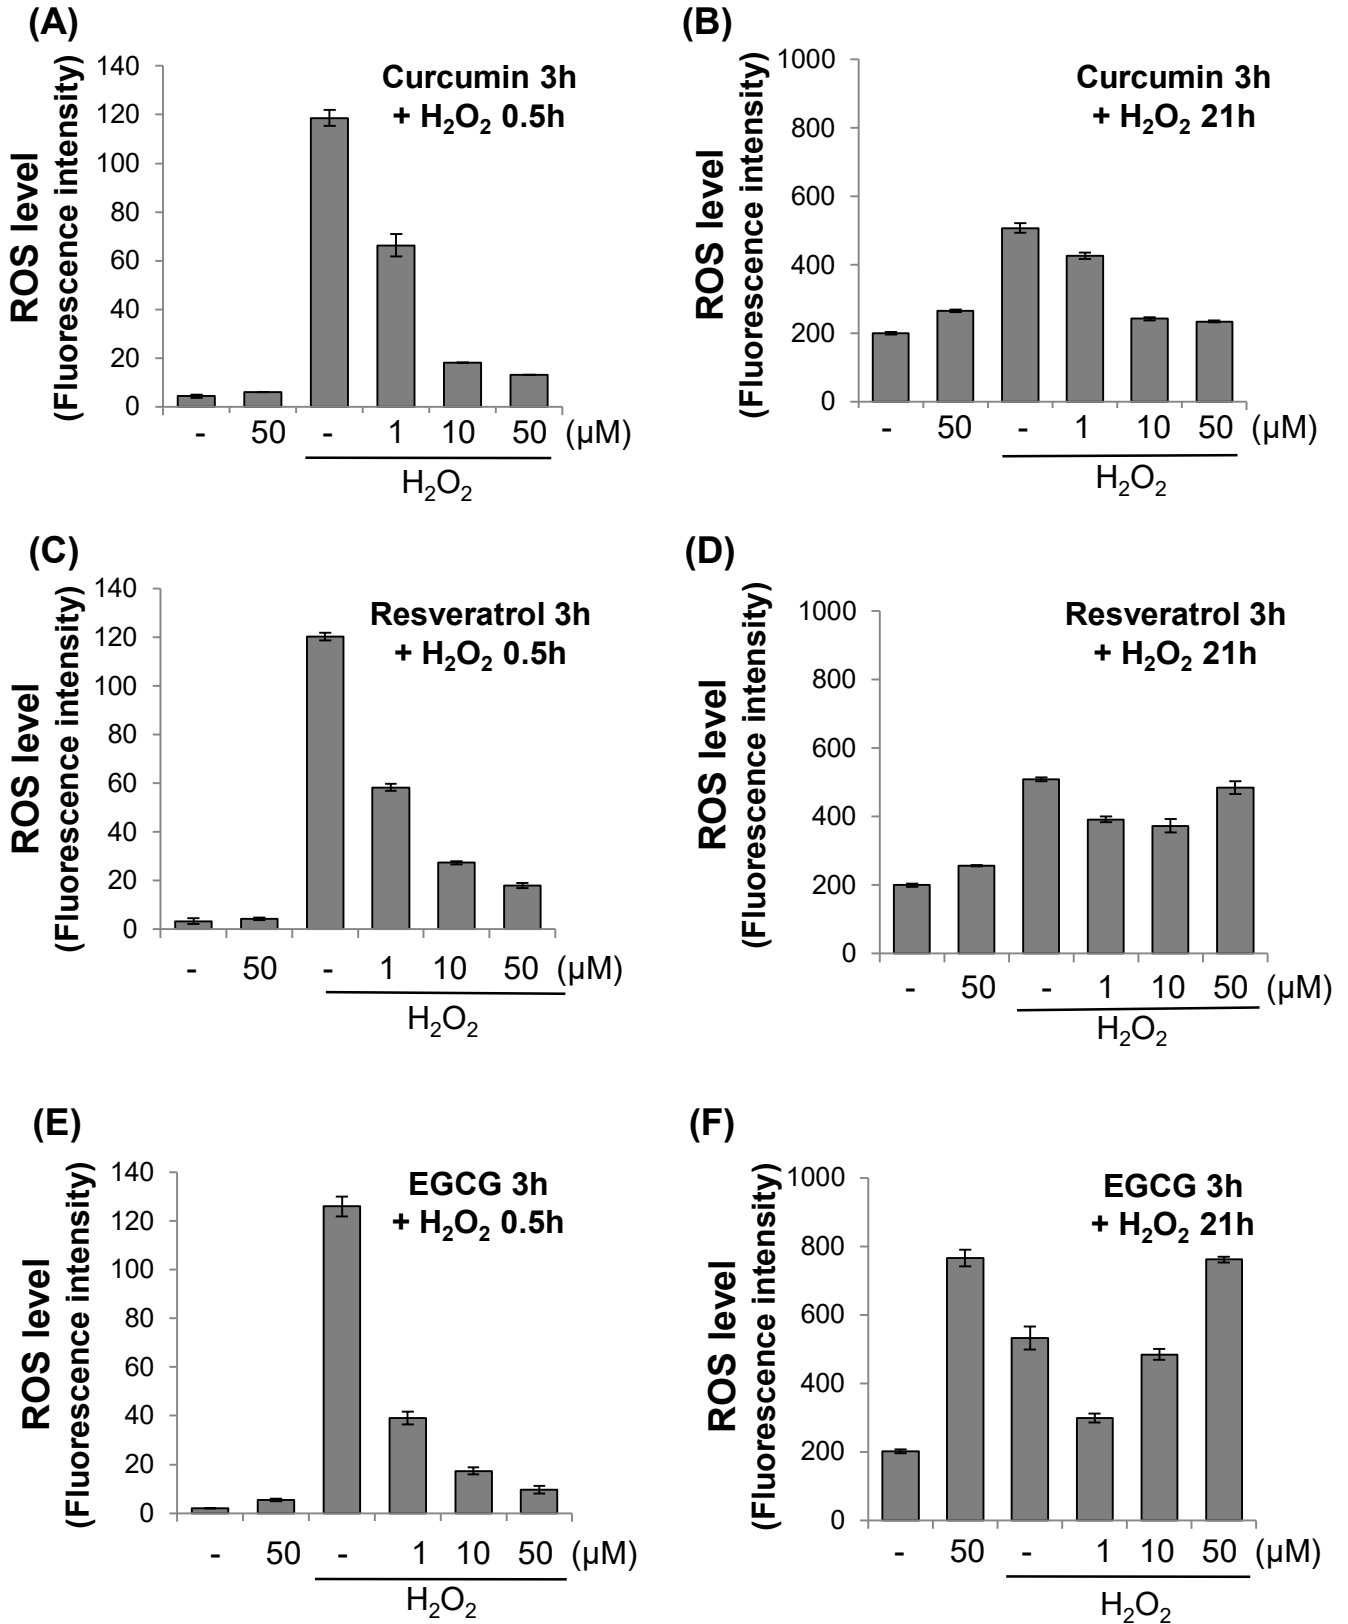 (A)
Curcumin 3h
+ H₂O₂ 0.5h
ROS level
(Fluorescence intensity)
140
120
100
80
60
40
20
0
- 50 - 1 10 50 (µM)
H₂O₂
(B)
Curcumin 3h
+ H₂O₂ 21h
ROS level
(Fluorescence intensity)
1000
800
600
400
200
0
- 50 - 1 10 50 (µM)
H₂O₂
(C)
Resveratrol 3h
+ H₂O₂ 0.5h
ROS level
(Fluorescence intensity)
140
120
100
80
60
40
20
0
- 50 - 1 10 50 (µM)
H₂O₂
(D)
Resveratrol 3h
+ H₂O₂ 21h
ROS level
(Fluorescence intensity)
1000
800
600
400
200
0
- 50 - 1 10 50 (µM)
H₂O₂
(E)
EGCG 3h
+ H₂O₂ 0.5h
ROS level
(Fluorescence intensity)
140
120
100
80
60
40
20
0
- 50 - 1 10 50 (µM)
H₂O₂
(F)
EGCG 3h
+ H₂O₂ 21h
ROS level
(Fluorescence intensity)
1000
800
600
400
200
0
- 50 - 1 10 50 (µM)
H₂O₂